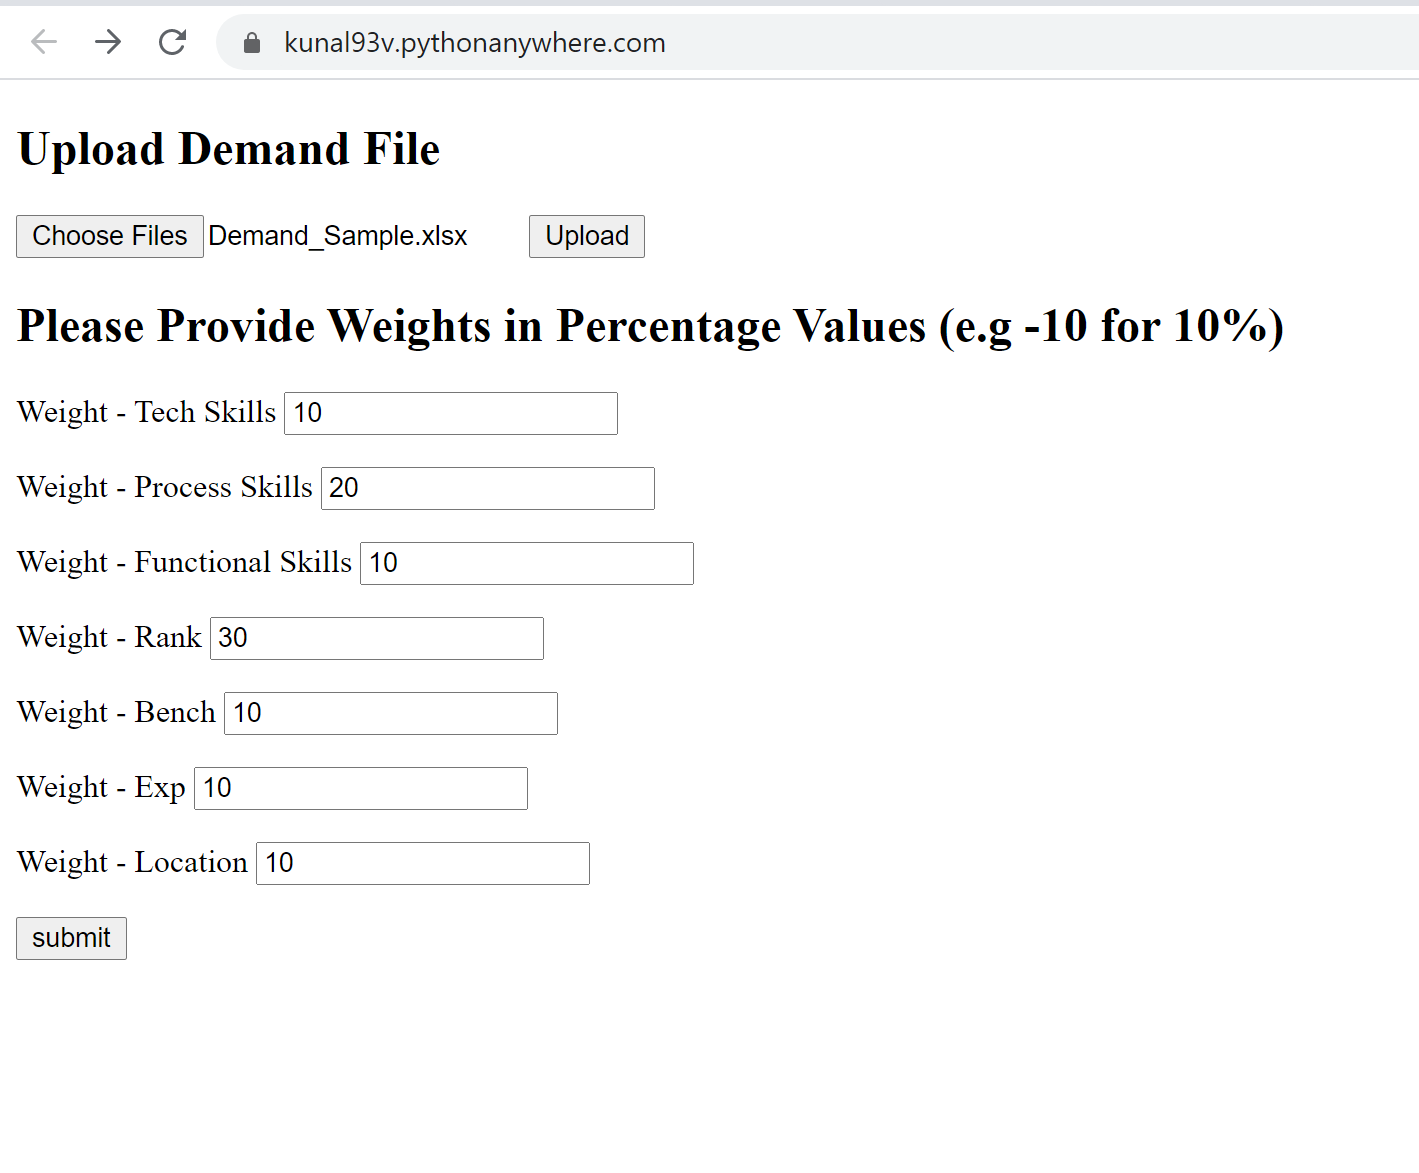 kunal93v.pythonanywhere.com
Upload Demand File
Choose Files Demand_Sample.xlsx Upload
Please Provide Weights in Percentage Values (e.g -10 for 10%)
Weight - Tech Skills 10
Weight - Process Skills 20
Weight - Functional Skills 10
Weight - Rank 30
Weight - Bench 10
Weight - Exp 10
Weight - Location 10
submit